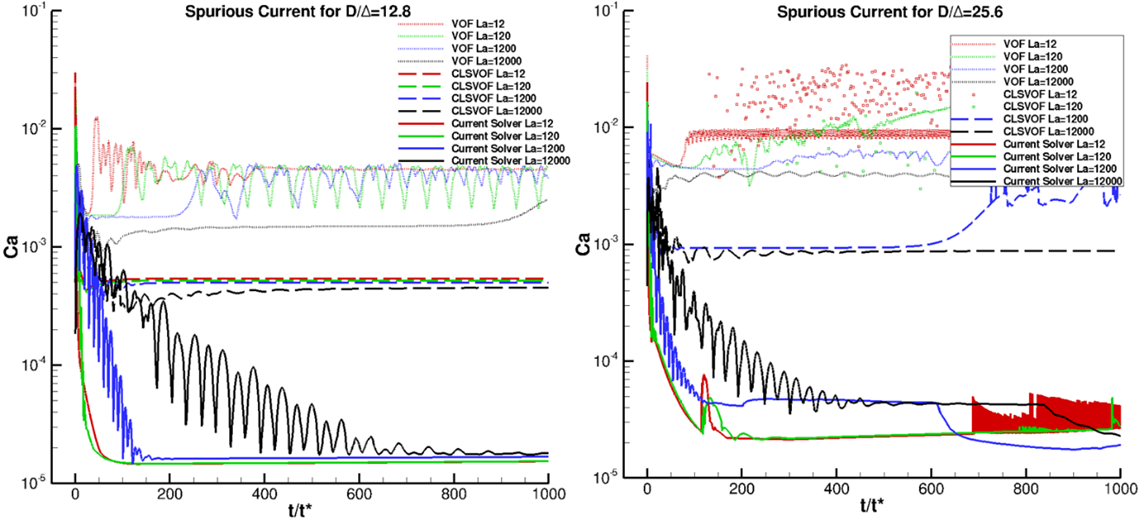 Spurious Current for D/Δ=12.8
10⁻¹
VOF La=12
VOF La=120
VOF La=1200
VOF La=12000
CLSVOF La=12
CLSVOF La=120
CLSVOF La=1200
CLSVOF La=12000
Current Solver La=12
Current Solver La=120
Current Solver La=1200
Current Solver La=12000
10⁻²
10⁻³
10⁻⁴
10⁻⁵
Ca
0 200 400 600 800 1000
t/t*
Spurious Current for D/Δ=25.6
10⁻¹
VOF La=12
VOF La=120
VOF La=1200
VOF La=12000
CLSVOF La=12
CLSVOF La=120
CLSVOF La=1200
CLSVOF La=12000
Current Solver La=12
Current Solver La=120
Current Solver La=1200
Current Solver La=12000
10⁻²
10⁻³
10⁻⁴
10⁻⁵
Ca
0 200 400 600 800 1000
t/t*